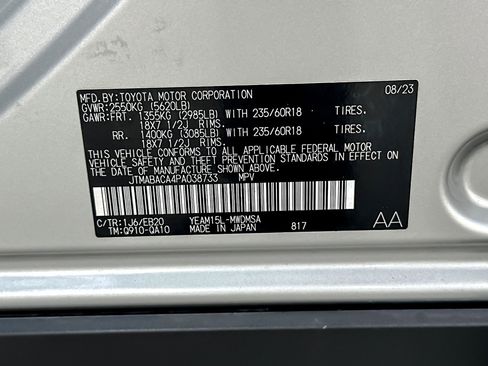 MFD.BY:TOYOTA MOTOR CORPORATION 08/23
GVWR:2550KG (5620LB)
GAWR:FRT. 1355KG (2985LB) WITH 235/60R18 TIRES.
18X7 1/2J RIMS.
RR. 1400KG (3085LB) WITH 235/60R18 TIRES.
18X7 1/2J RIMS.
THIS VEHICLE CONFORMS TO ALL APPLICABLE FEDERAL MOTOR
VEHICLE SAFETY AND THEFT PREVENTION STANDARDS IN EFFECT
ON THE DATE OF MANUFACTURE SHOWN ABOVE.
JTMABACA4PA038733 MPV
C/TR:1J6/EB20 YEAM15L-MWDMSA AA
TM:Q910-QA10 MADE IN JAPAN 817